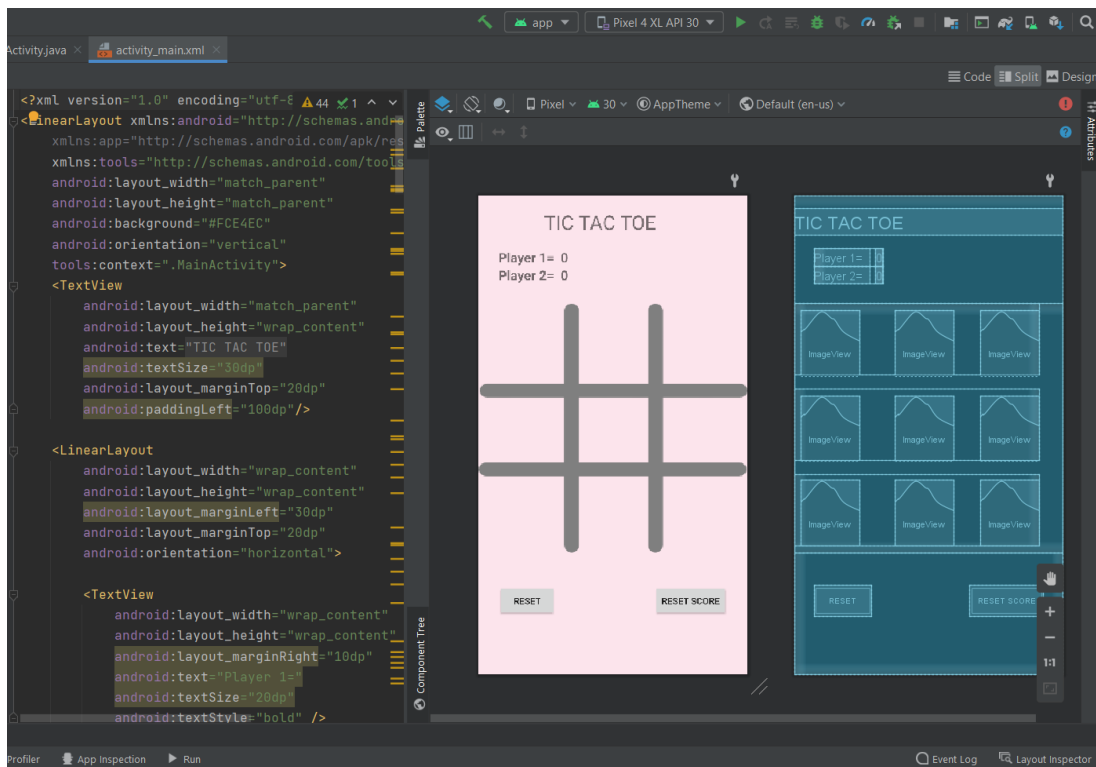 app
Pixel 4 XL API 30
Activity.java
activity_main.xml
Code
Split
Design
<?xml version="1.0" encoding="utf-8
44
1
<LinearLayout xmlns:android="http://schemas.andr
xmlns:app="http://schemas.android.com/apk/res
xmlns:tools="http://schemas.android.com/tools
android:layout_width="match_parent"
android:layout_height="match_parent"
android:background="#FCE4EC"
android:orientation="vertical"
tools:context=".MainActivity">
<TextView
android:layout_width="match_parent"
android:layout_height="wrap_content"
android:text="TIC TAC TOE"
android:textSize="30dp"
android:layout_marginTop="20dp"
android:paddingLeft="100dp"/>
<LinearLayout
android:layout_width="wrap_content"
android:layout_height="wrap_content"
android:layout_marginLeft="30dp"
android:layout_marginTop="20dp"
android:orientation="horizontal">
<TextView
android:layout_width="wrap_content"
android:layout_height="wrap_content"
android:layout_marginRight="10dp"
android:text="Player 1="
android:textSize="20dp"
android:textStyle="bold" />
Palette
Component Tree
Pixel
30
AppTheme
Default (en-us)
Attributes
TIC TAC TOE
Player 1= 0
Player 2= 0
RESET
RESET SCORE
TIC TAC TOE
Player 1= 0
Player 2= 0
ImageView
ImageView
ImageView
ImageView
ImageView
ImageView
ImageView
ImageView
ImageView
RESET
RESET SCORE
1:1
Profiler
App Inspection
Run
Event Log
Layout Inspector